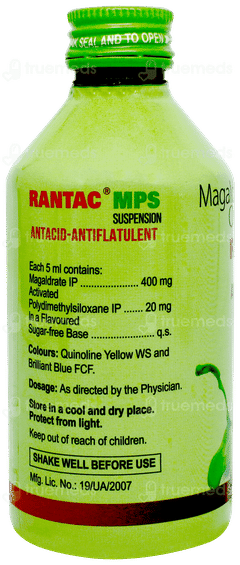 K SEAL AND TO OPEN
RANTAC® MPS
SUSPENSION
ANTACID-ANTIFLATULENT
Each 5 ml contains:
Magaldrate IP .................... 400 mg
Activated
Polydimethylsiloxane IP ....... 20 mg
In a Flavoured
Sugar-free Base .................. q.s.
Colours: Quinoline Yellow WS and
Brilliant Blue FCF.
Dosage: As directed by the Physician.
Store in a cool and dry place.
Protect from light.
Keep out of reach of children.
SHAKE WELL BEFORE USE
Mfg. Lic. No.: 19/UA/2007
Maga
truemeds